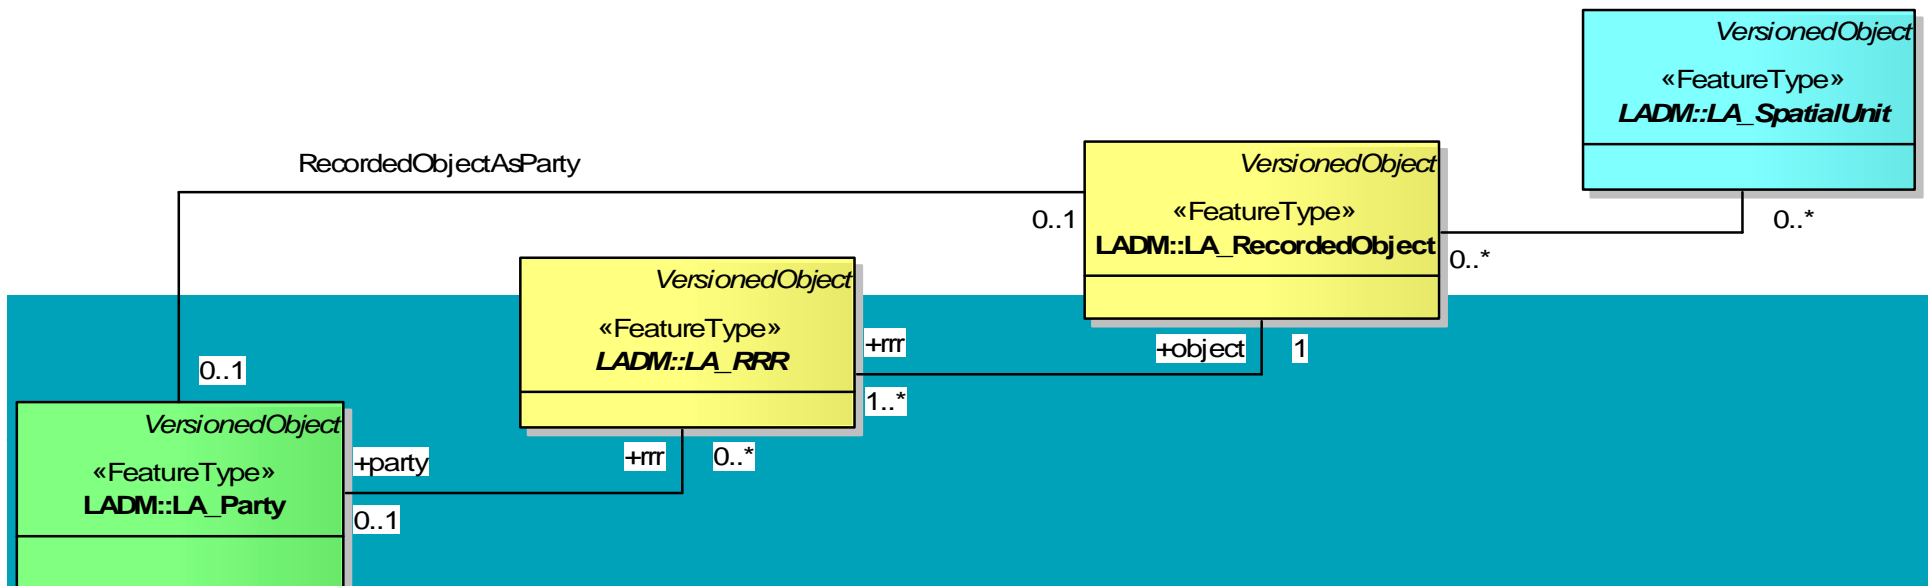 VersionedObject
«FeatureType»
LADM::LA_SpatialUnit
RecordedObjectAsParty
VersionedObject
«FeatureType»
LADM::LA_RecordedObject
0..1
0..*
0..*
VersionedObject
«FeatureType»
LADM::LA_RRR
+rrr
1..*
+object
1
0..1
VersionedObject
«FeatureType»
LADM::LA_Party
+party
0..1
+rrr
0..*